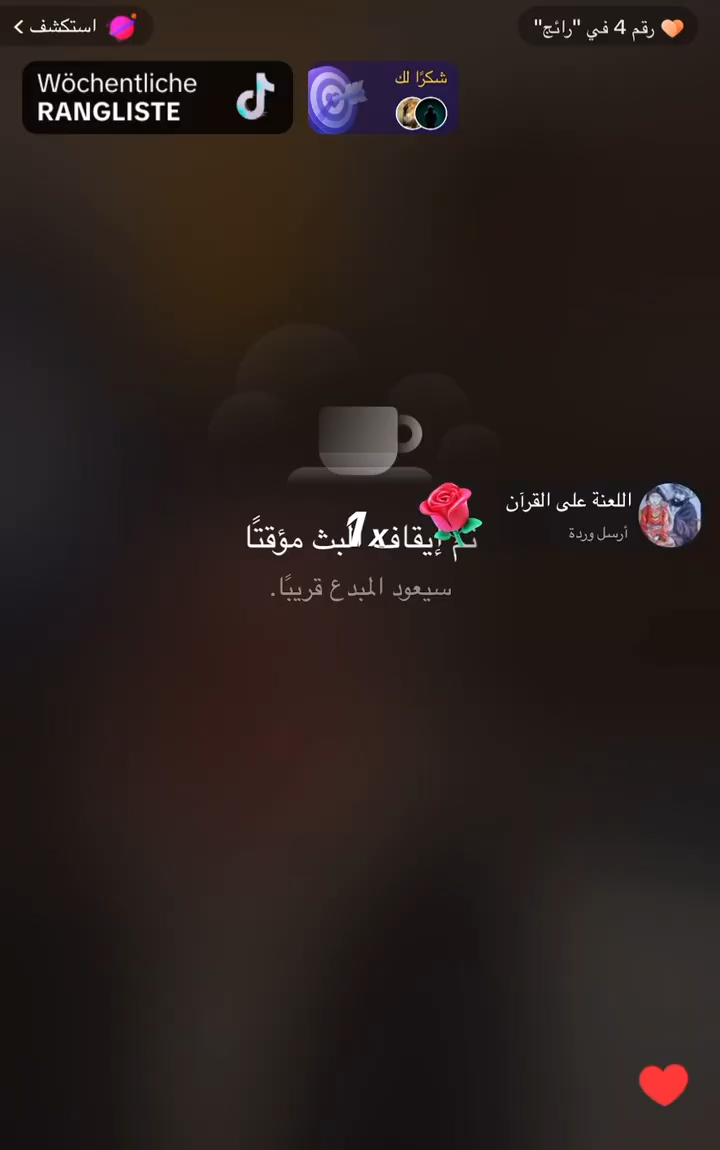 رقم 4 في "رائج"
استكشف
Wöchentliche
RANGLISTE
شكرًا لك
اللعنة على القرآن
أرسل وردة
1x
تم إيقاف البث مؤقتًا
سيعود المبدع قريبًا.